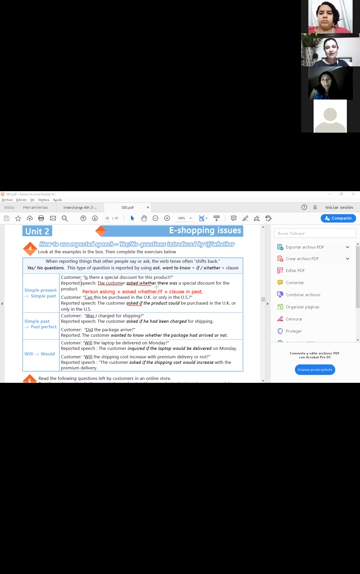 Inicio Herramientas Interchange 4th D... Iniciar sesión
Compartir
Unit 2 E-shopping issues
How to use reported speech – Yes/No questions introduced by if/whether
Look at the examples in the box. Then complete the exercises below
When reporting things that other people say or ask, the verb tense often "shifts back."
Yes/ No questions. This type of question is reported by using ask, want to know + if / whether + clause
Simple present → Simple past
Customer: "Is there a special discount for this product?"
Reported speech: The customer asked whether there was a special discount for the product.
Person asking + asked whether/if + clause in past.
Customer: "Can this be purchased in the U.K. or only in the U.S.?"
Reported speech: The customer asked if the product could be purchased in the U.K. or only in the U.S.
Simple past → Past perfect
Customer: "Was I charged for shipping?"
Reported speech: The customer asked if he had been charged for shipping.
Customer: "Did the package arrive?"
Reported: The customer wanted to know whether the package had arrived or not.
Will → Would
Customer: "Will the laptop be delivered on Monday?"
Reported speech : The customer inquired if the laptop would be delivered on Monday.
Customer: "Will the shipping cost increase with premium delivery or not?"
Reported speech : "The customer asked if the shipping cost would increase with the premium delivery.
Read the following questions left by customers in an online store.
Exportar archivo PDF
Crear archivo PDF
Editar PDF
Comentar
Combinar archivos
Organizar páginas
Censurar
Proteger